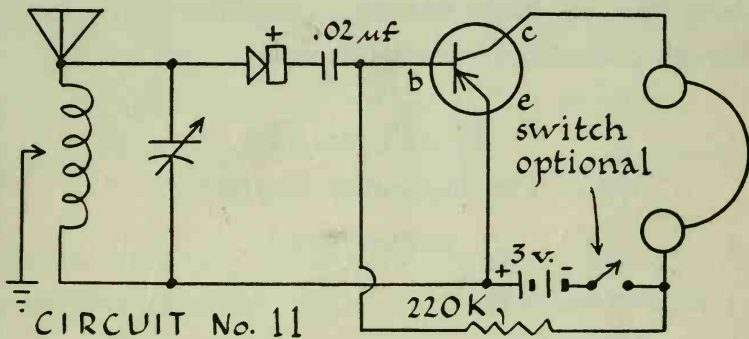 + .02 µf
c
b
e
switch
optional
+ 3 v. -
220K
CIRCUIT No. 11